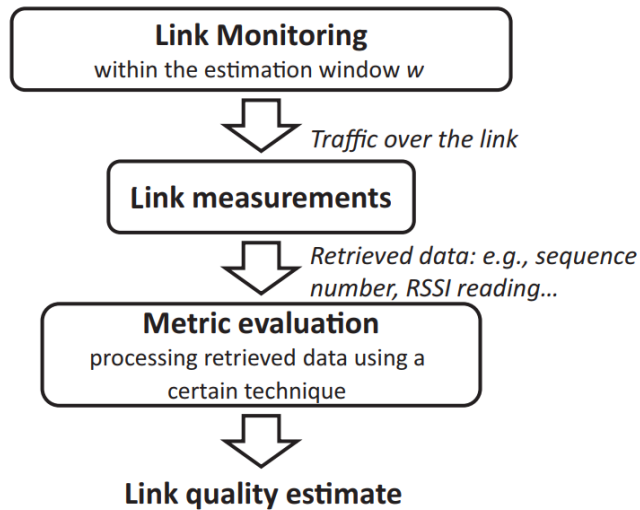 Link Monitoring
within the estimation window w
Traffic over the link
Link measurements
Retrieved data: e.g., sequence
number, RSSI reading...
Metric evaluation
processing retrieved data using a
certain technique
Link quality estimate